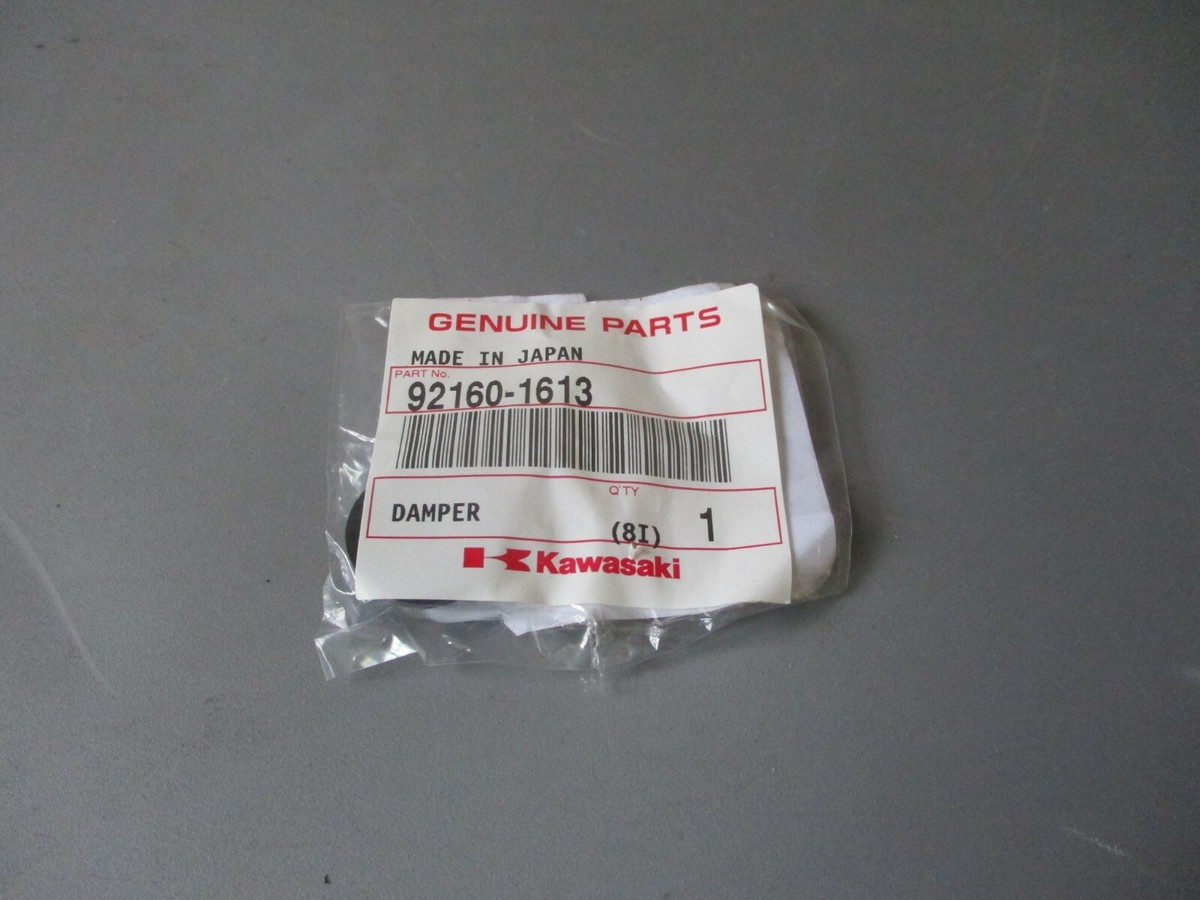 GENUINE PARTS
MADE IN JAPAN
PART No.
92160-1613
Q'TY
DAMPER (8I) 1
Kawasaki